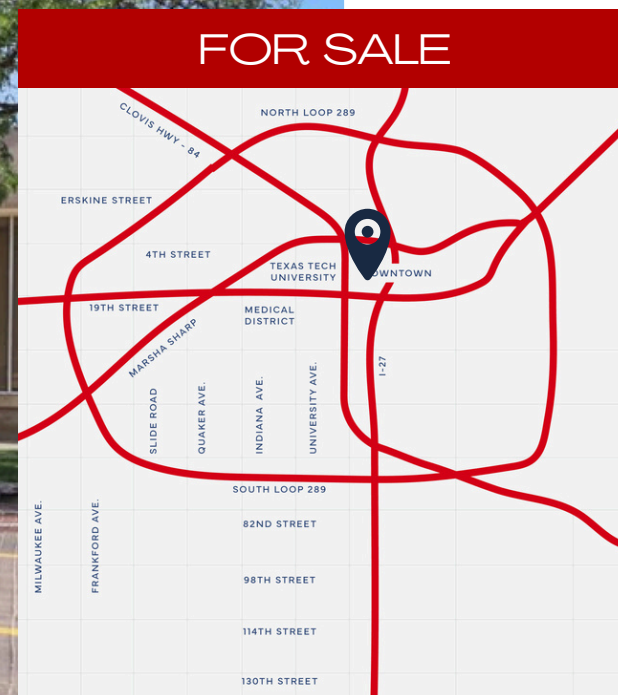 FOR SALE
NORTH LOOP 289
CLOVIS HWY - 84
ERSKINE STREET
4TH STREET
TEXAS TECH
UNIVERSITY
DOWNTOWN
19TH STREET
MEDICAL
DISTRICT
MARSHA SHARP
I-27
SLIDE ROAD
QUAKER AVE.
INDIANA AVE.
UNIVERSITY AVE.
SOUTH LOOP 289
MILWAUKEE AVE.
FRANKFORD AVE.
82ND STREET
98TH STREET
114TH STREET
130TH STREET